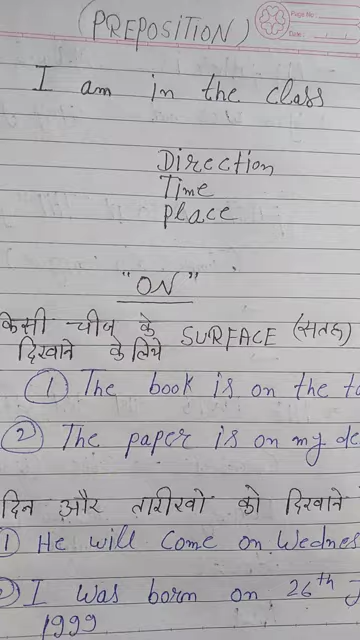 (PREPOSITION)
Page No.:
Date:
I am in the class
Direction
Time
place
"ON"
किसी चीज के SURFACE (सतह)
दिखाने के लिये
① The book is on the
② The paper is on my
दिन और तारीखो को दिखाने
① He will Come on
② I was born on 26th
1999